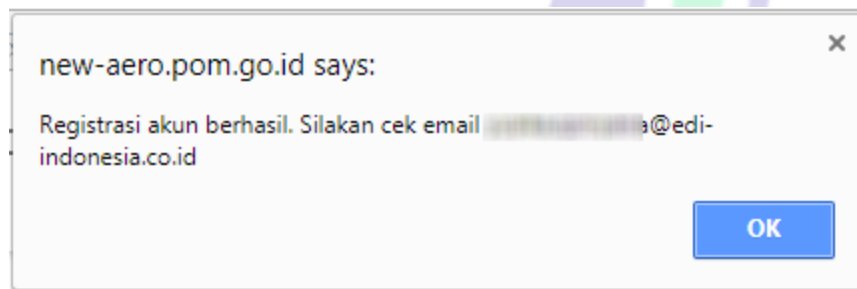 new-aero.pom.go.id says:
Registrasi akun berhasil. Silakan cek email a@edi-
indonesia.co.id
OK